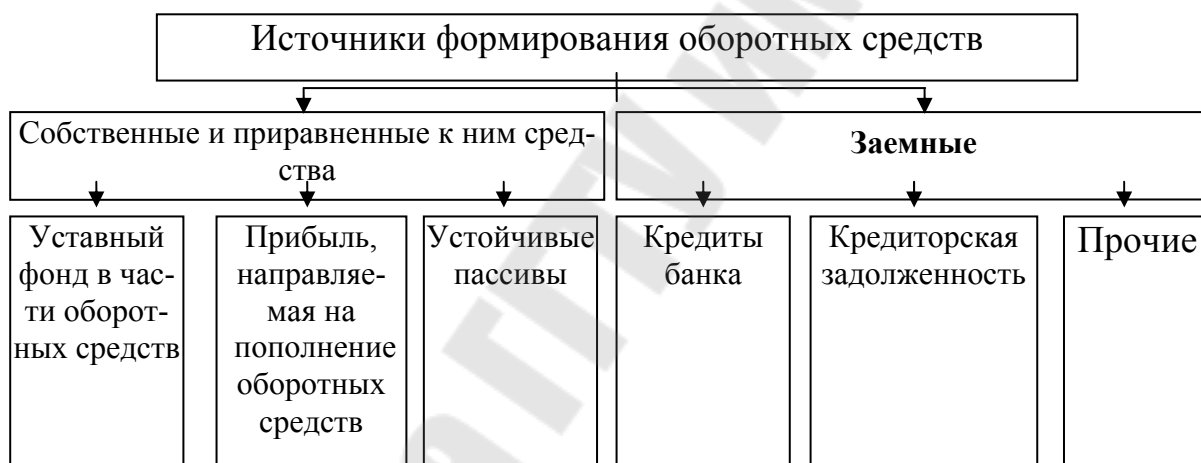 Источники формирования оборотных средств
Собственные и приравненные к ним сред-
ства
Заемные
Уставный
фонд в час-
ти оборот-
ных средств
Прибыль,
направляе-
мая на
пополнение
оборотных
средств
Устойчивые
пассивы
Кредиты
банка
Кредиторская
задолженность
Прочие